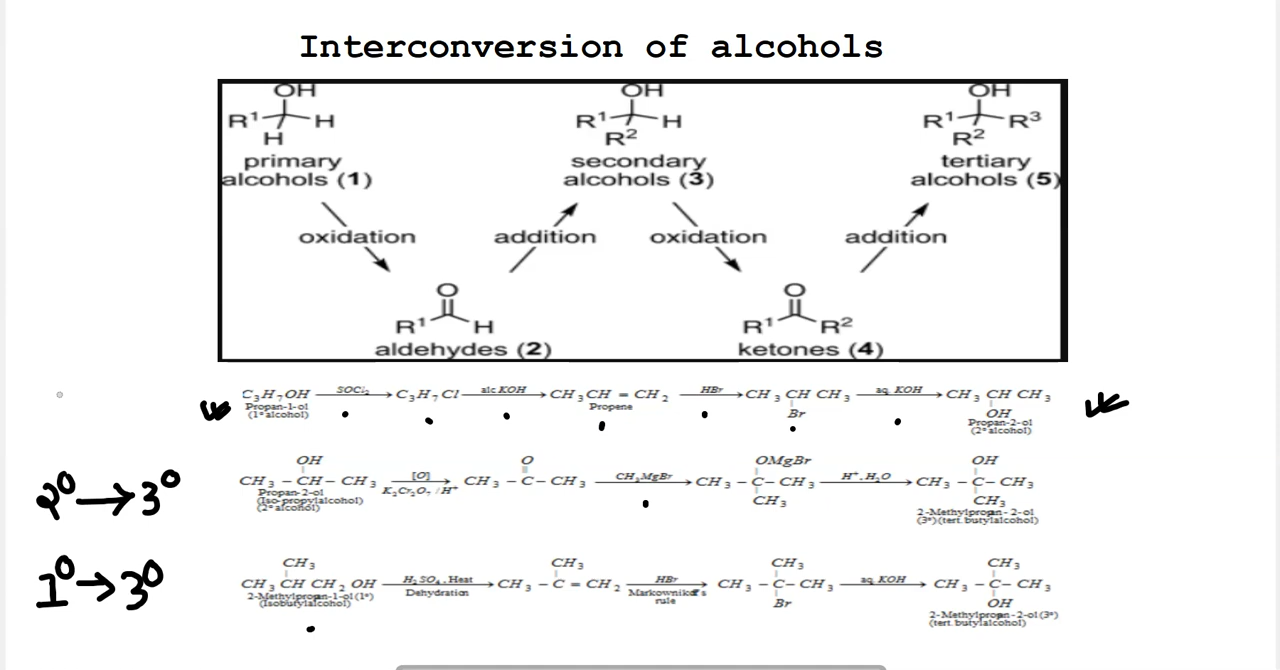 Interconversion of alcohols
OH OH OH
R¹ H R¹ H R¹ R³
H R² R²
primary secondary tertiary
alcohols (1) alcohols (3) alcohols (5)
oxidation addition oxidation addition
O O
R¹ H R¹ R²
aldehydes (2) ketones (4)
C₃H₇OH SOCl₂ C₃H₇Cl alc KOH CH₃CH = CH₂ HBr CH₃ CH CH₃ aq. KOH CH₃ CH CH₃
Propan-1-ol Propene Br OH
(1° alcohol) Propan-2-ol
(2° alcohol)
OH O OMgBr OH
2° → 3° CH₃ – CH – CH₃ [O] CH₃ – C – CH₃ CH₃MgBr CH₃ – C – CH₃ H⁺, H₂O CH₃ – C – CH₃
K₂Cr₂O₇ / H⁺
Propan-2-ol CH₃ CH₃
(Iso-propylalcohol) 2-Methylpropan-2-ol
(2° alcohol) (3°) (tert. butylalcohol)
CH₃ CH₃ CH₃ CH₃
1° → 3° CH₃ CH CH₂ OH H₂SO₄, Heat CH₃ – C = CH₂ HBr CH₃ – C – CH₃ aq. KOH CH₃ – C – CH₃
2-Methylpropan-1-ol (1°) Dehydration Markownikoff's Br OH
(Isobutylalcohol) rule 2-Methylpropan-2-ol (3°)
(tert. butylalcohol)